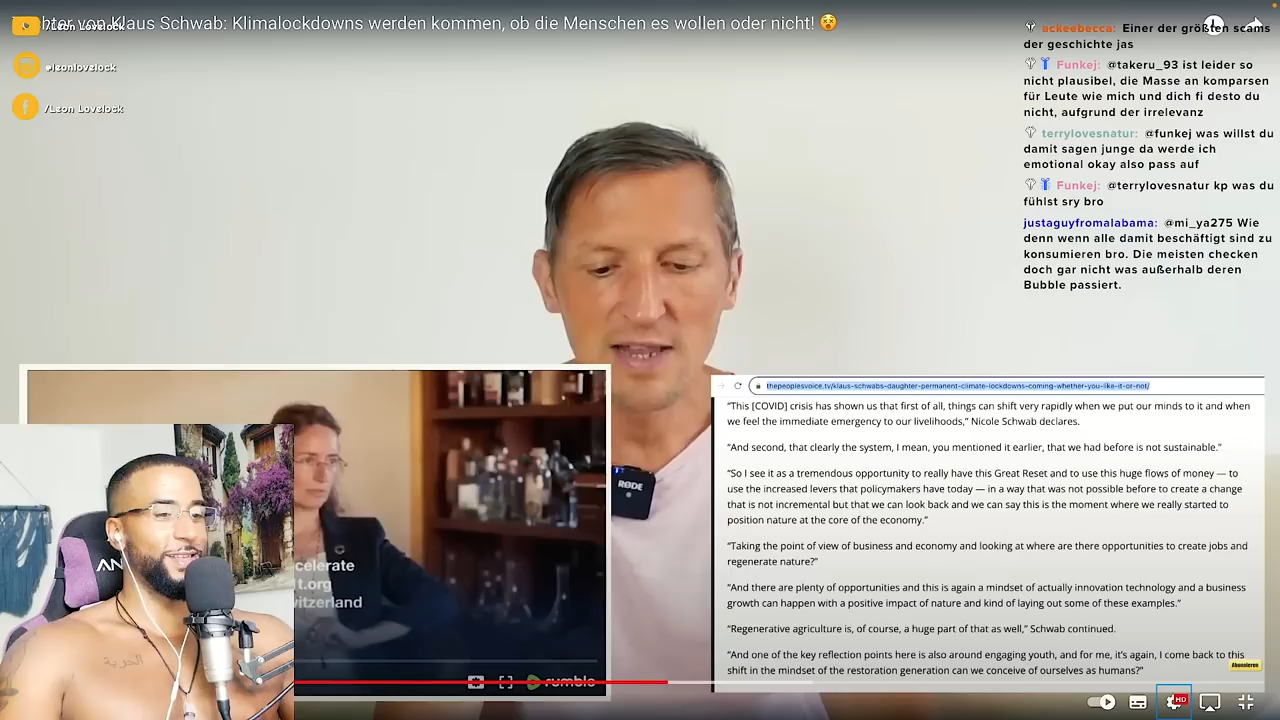 hter von Klaus Schwab: Klimalockdowns werden kommen, ob die Menschen es wollen oder nicht! 😵
/Leon Lovelock
@leonlovelock
/Leon Lovelock
ackeebecca: Einer der größten scams
der geschichte jas
Funkej: @takeru_93 ist leider so
nicht plausibel, die Masse an komparsen
für Leute wie mich und dich fi desto du
nicht, aufgrund der irrelevanz
terrylovesnatur: @funkej was willst du
damit sagen junge da werde ich
emotional okay also pass auf
Funkej: @terrylovesnatur kp was du
fühlst sry bro
justaguyfromalabama: @mi_ya275 Wie
denn wenn alle damit beschäftigt sind zu
konsumieren bro. Die meisten checken
doch gar nicht was außerhalb deren
Bubble passiert.
thepeoplesvoice.tv/klaus-schwabs-daughter-permanent-climate-lockdowns-coming-whether-you-like-it-or-not/
“This [COVID] crisis has shown us that first of all, things can shift very rapidly when we put our minds to it and when
we feel the immediate emergency to our livelihoods,” Nicole Schwab declares.
“And second, that clearly the system, I mean, you mentioned it earlier, that we had before is not sustainable.”
“So I see it as a tremendous opportunity to really have this Great Reset and to use this huge flows of money — to
use the increased levers that policymakers have today — in a way that was not possible before to create a change
that is not incremental but that we can look back and we can say this is the moment where we really started to
position nature at the core of the economy.”
“Taking the point of view of business and economy and looking at where are there opportunities to create jobs and
regenerate nature?”
“And there are plenty of opportunities and this is again a mindset of actually innovation technology and a business
growth can happen with a positive impact of nature and kind of laying out some of these examples.”
“Regenerative agriculture is, of course, a huge part of that as well,” Schwab continued.
“And one of the key reflection points here is also around engaging youth, and for me, it’s again, I come back to this
shift in the mindset of the restoration generation can we conceive of ourselves as humans?”
Abonnieren
RØDE
celerate
t.org
witzerland
rumble
AN
الحرية
HD